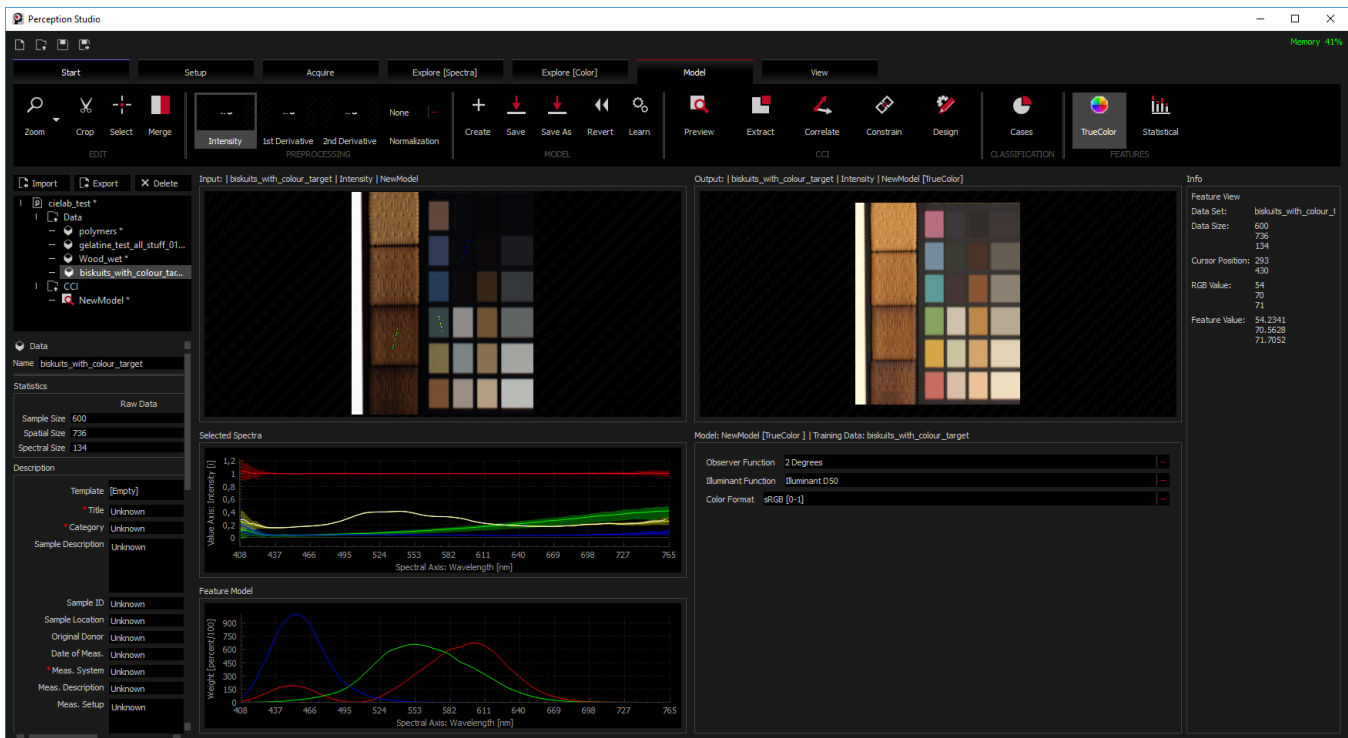 Perception Studio
Memory 41%
Start Setup Acquire Explore [Spectra] Explore [Color] Model View
Zoom Crop Select Merge
EDIT
None
Intensity 1st Derivative 2nd Derivative Normalization
PREPROCESSING
Create Save Save As Revert Learn
MODEL
Preview Extract Correlate Constrain Design
CCI
Cases
CLASSIFICATION
TrueColor Statistical
FEATURES
Import Export Delete
cielab_test *
Data
polymers *
gelatine_test_all_stuff_01...
Wood_wet *
biskuits_with_colour_tar...
CCI
NewModel *
Data
Name biskuits_with_colour_target
Statistics
Raw Data
Sample Size 600
Spatial Size 736
Spectral Size 134
Description
Template [Empty]
*Title Unknown
*Category Unknown
Sample Description Unknown
Sample ID Unknown
Sample Location Unknown
Original Donor Unknown
Date of Meas. Unknown
*Meas. System Unknown
Meas. Description Unknown
Meas. Setup Unknown
Input: | biskuits_with_colour_target | Intensity | NewModel
Selected Spectra
Value Axis: Intensity [i]
1,2
1
0,8
0,6
0,4
0,2
0
408 437 466 495 524 553 582 611 640 669 698 727 765
Spectral Axis: Wavelength [nm]
Feature Model
Weight [percent/100]
900
750
600
450
300
150
0
408 437 466 495 524 553 582 611 640 669 698 727 765
Spectral Axis: Wavelength [nm]
Output: | biskuits_with_colour_target | Intensity | NewModel [TrueColor]
Model: NewModel [TrueColor ] | Training Data: biskuits_with_colour_target
Observer Function 2 Degrees
Illuminant Function Illuminant D50
Color Format sRGB [0-1]
Info
Feature View
Data Set: biskuits_with_colour_t
Data Size: 600
736
134
Cursor Position: 293
430
RGB Value: 54
70
71
Feature Value: 54.2341
70.5628
71.7052